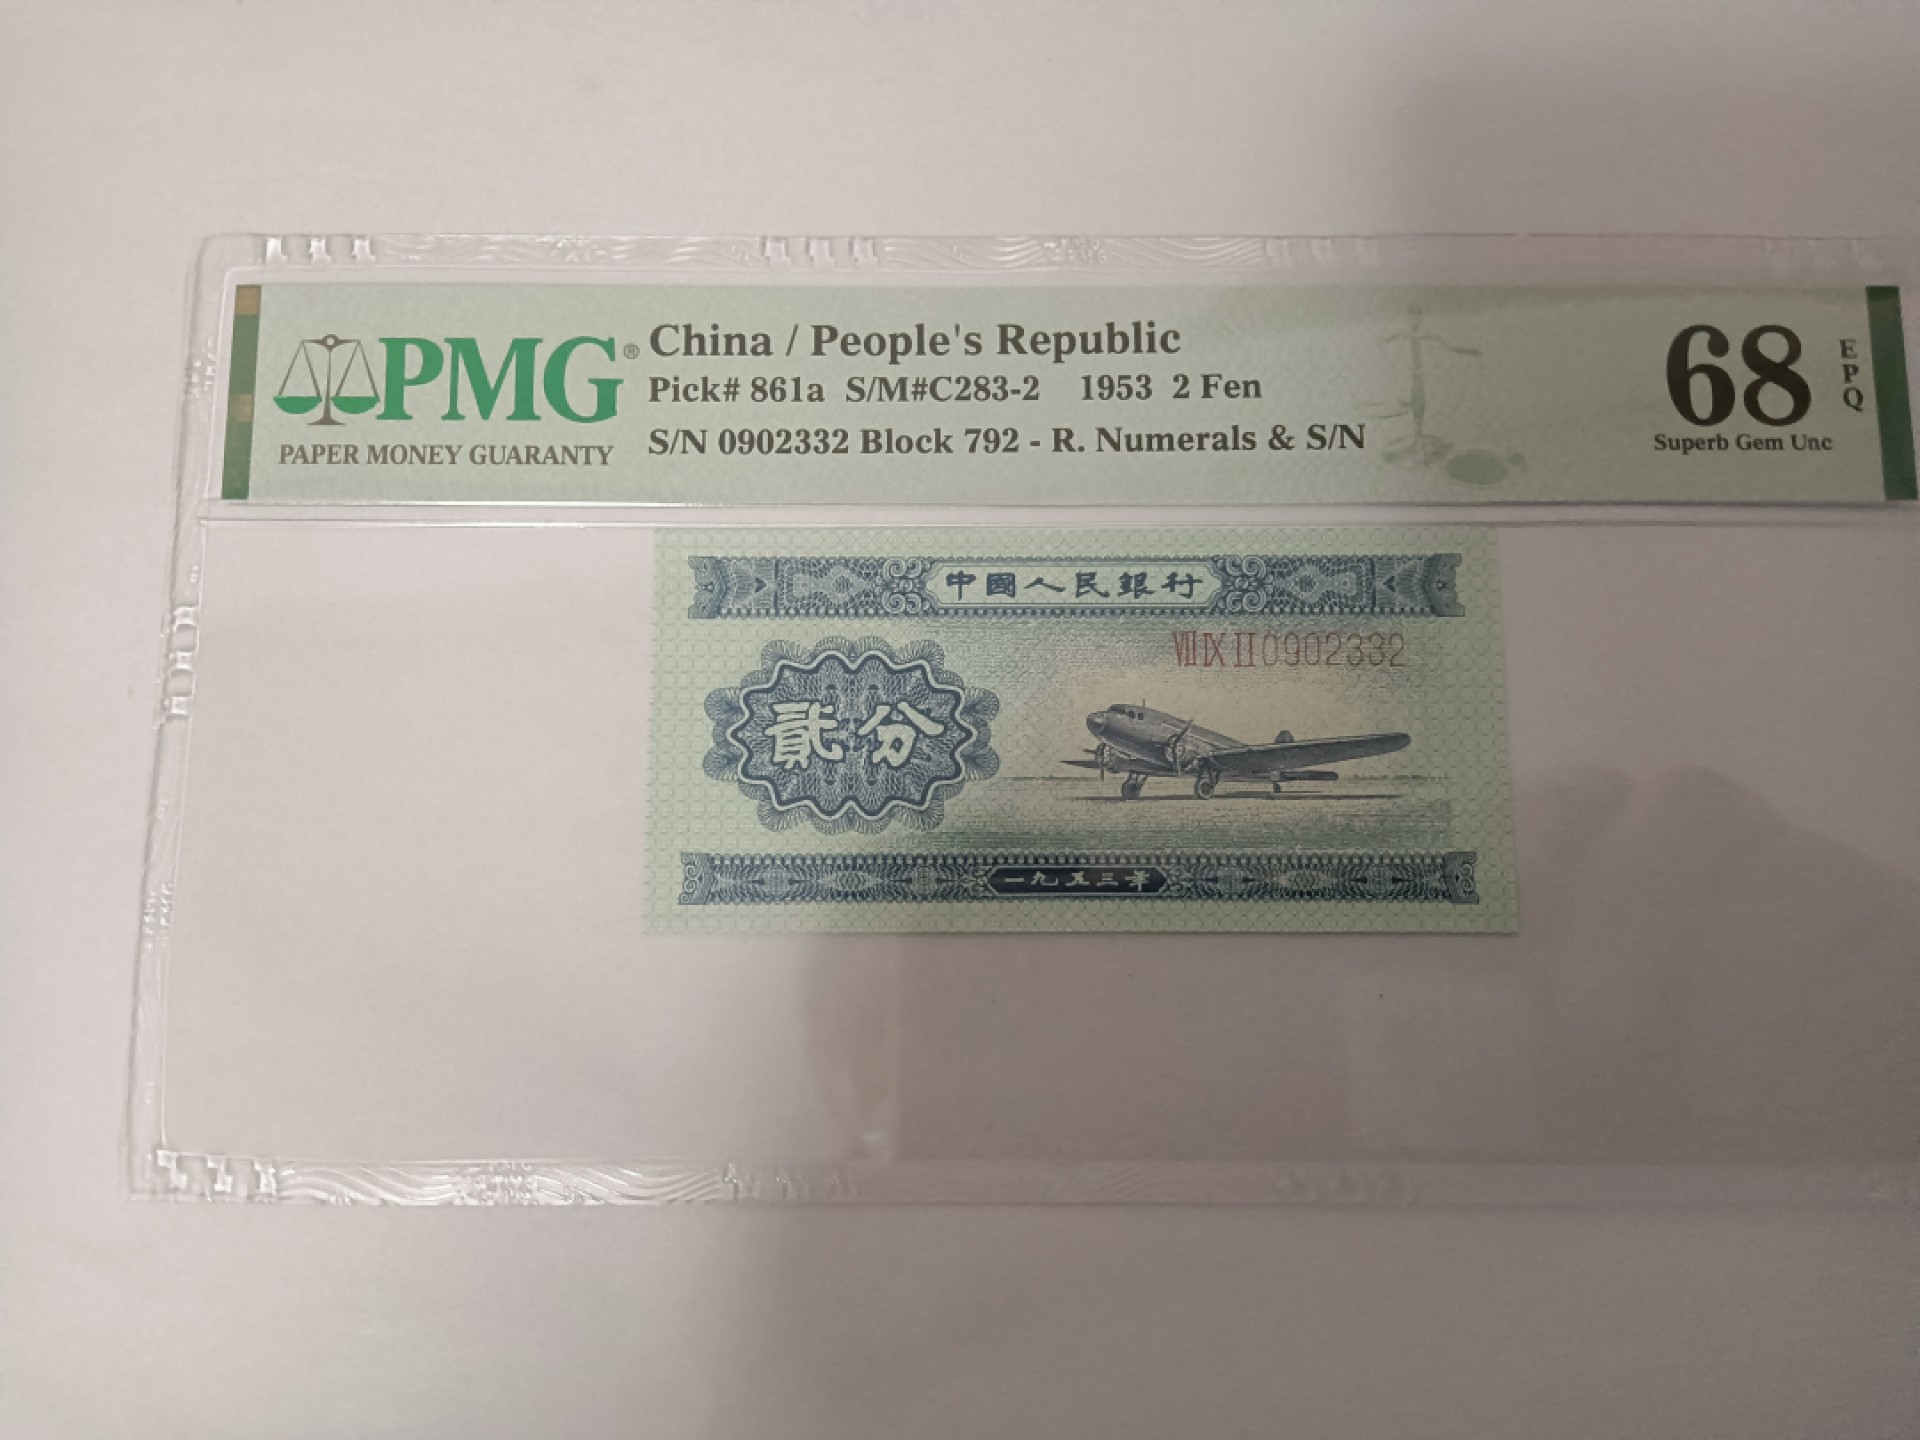 PMG®
PAPER MONEY GUARANTY
China / People's Republic
Pick# 861a S/M#C283-2 1953 2 Fen
S/N 0902332 Block 792 - R. Numerals & S/N
68
EPQ
Superb Gem Unc
中國人民銀行
VII IX II 0902332
貳分
一九五三年